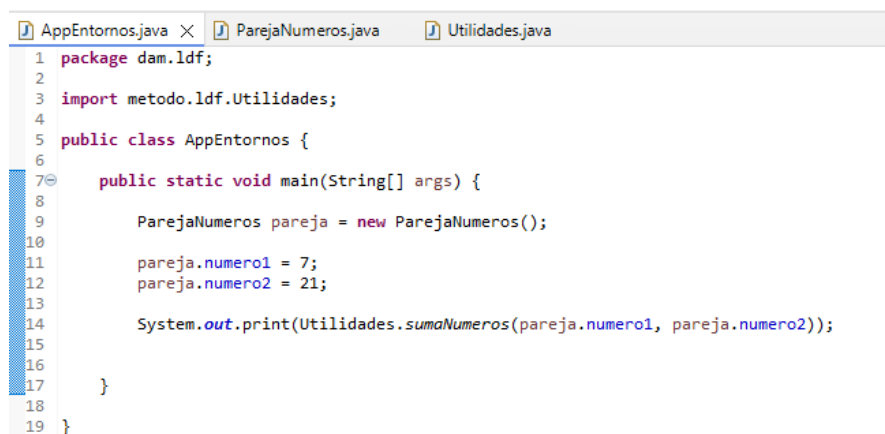 AppEntornos.java ParejaNumeros.java Utilidades.java
1 package dam.ldf;
2
3 import metodo.ldf.Utilidades;
4
5 public class AppEntornos {
6
7 public static void main(String[] args) {
8
9 ParejaNumeros pareja = new ParejaNumeros();
10
11 pareja.numero1 = 7;
12 pareja.numero2 = 21;
13
14 System.out.print(Utilidades.sumaNumeros(pareja.numero1, pareja.numero2));
15
16
17 }
18
19 }